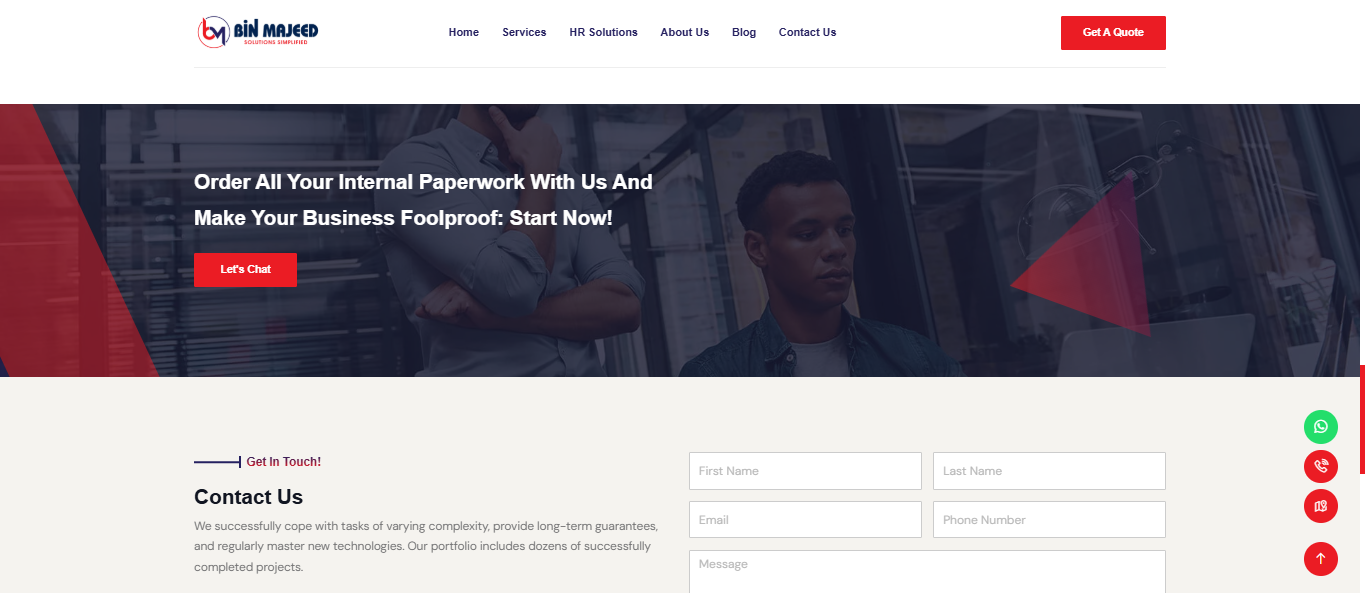 BIN MAJEED
SOLUTIONS SIMPLIFIED
Home Services HR Solutions About Us Blog Contact Us
Get A Quote
Order All Your Internal Paperwork With Us And
Make Your Business Foolproof: Start Now!
Let's Chat
Get In Touch!
Contact Us
We successfully cope with tasks of varying complexity, provide long-term guarantees,
and regularly master new technologies. Our portfolio includes dozens of successfully
completed projects.
First Name Last Name
Email Phone Number
Message